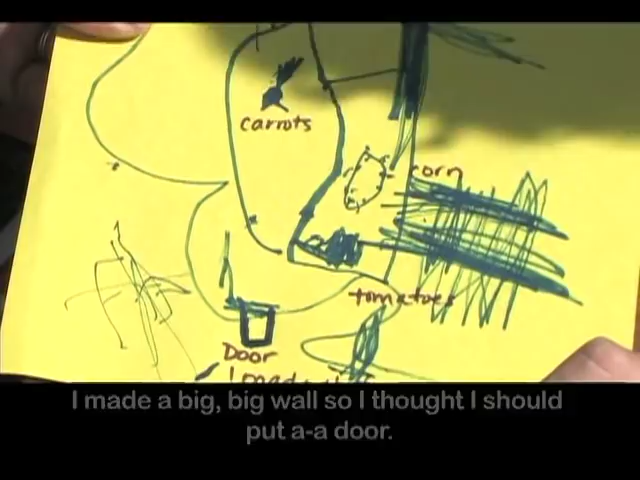 carrots
corn
tomatoes
Door
I made a big, big wall so I thought I should
put a-a door.